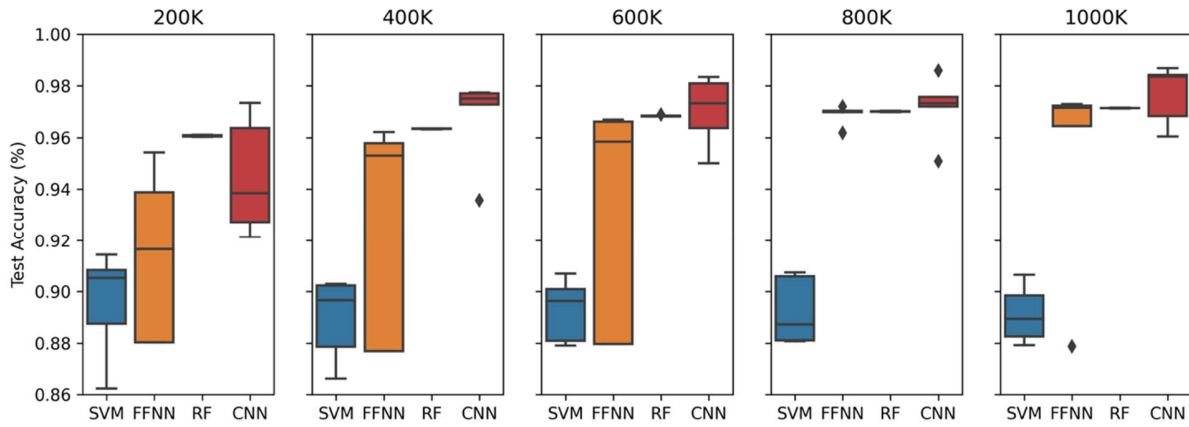 200K 400K 600K 800K 1000K
Test Accuracy (%)
1.00
0.98
0.96
0.94
0.92
0.90
0.88
0.86
SVM FFNN RF CNN SVM FFNN RF CNN SVM FFNN RF CNN SVM FFNN RF CNN SVM FFNN RF CNN